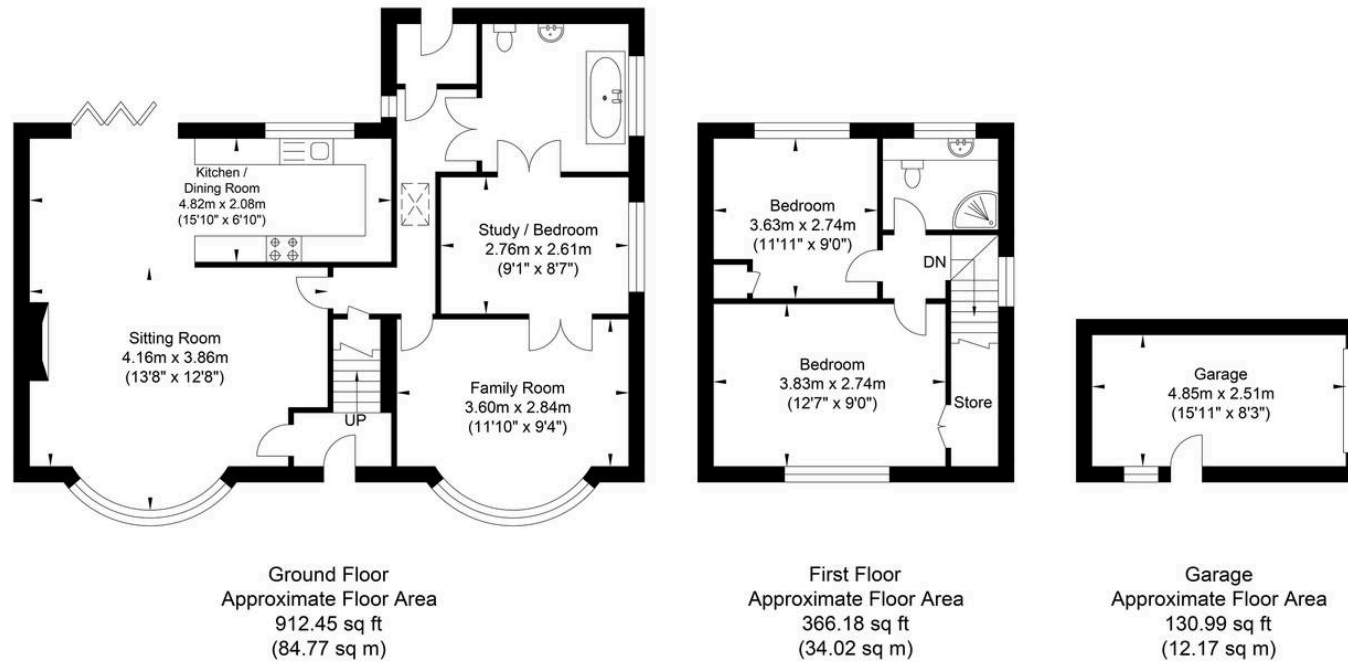 Kitchen /
Dining Room
4.82m x 2.08m
(15'10" x 6'10")
Sitting Room
4.16m x 3.86m
(13'8" x 12'8")
Study / Bedroom
2.76m x 2.61m
(9'1" x 8'7")
Family Room
3.60m x 2.84m
(11'10" x 9'4")
UP
Ground Floor
Approximate Floor Area
912.45 sq ft
(84.77 sq m)
Bedroom
3.63m x 2.74m
(11'11" x 9'0")
DN
Bedroom
3.83m x 2.74m
(12'7" x 9'0")
Store
First Floor
Approximate Floor Area
366.18 sq ft
(34.02 sq m)
Garage
4.85m x 2.51m
(15'11" x 8'3")
Garage
Approximate Floor Area
130.99 sq ft
(12.17 sq m)